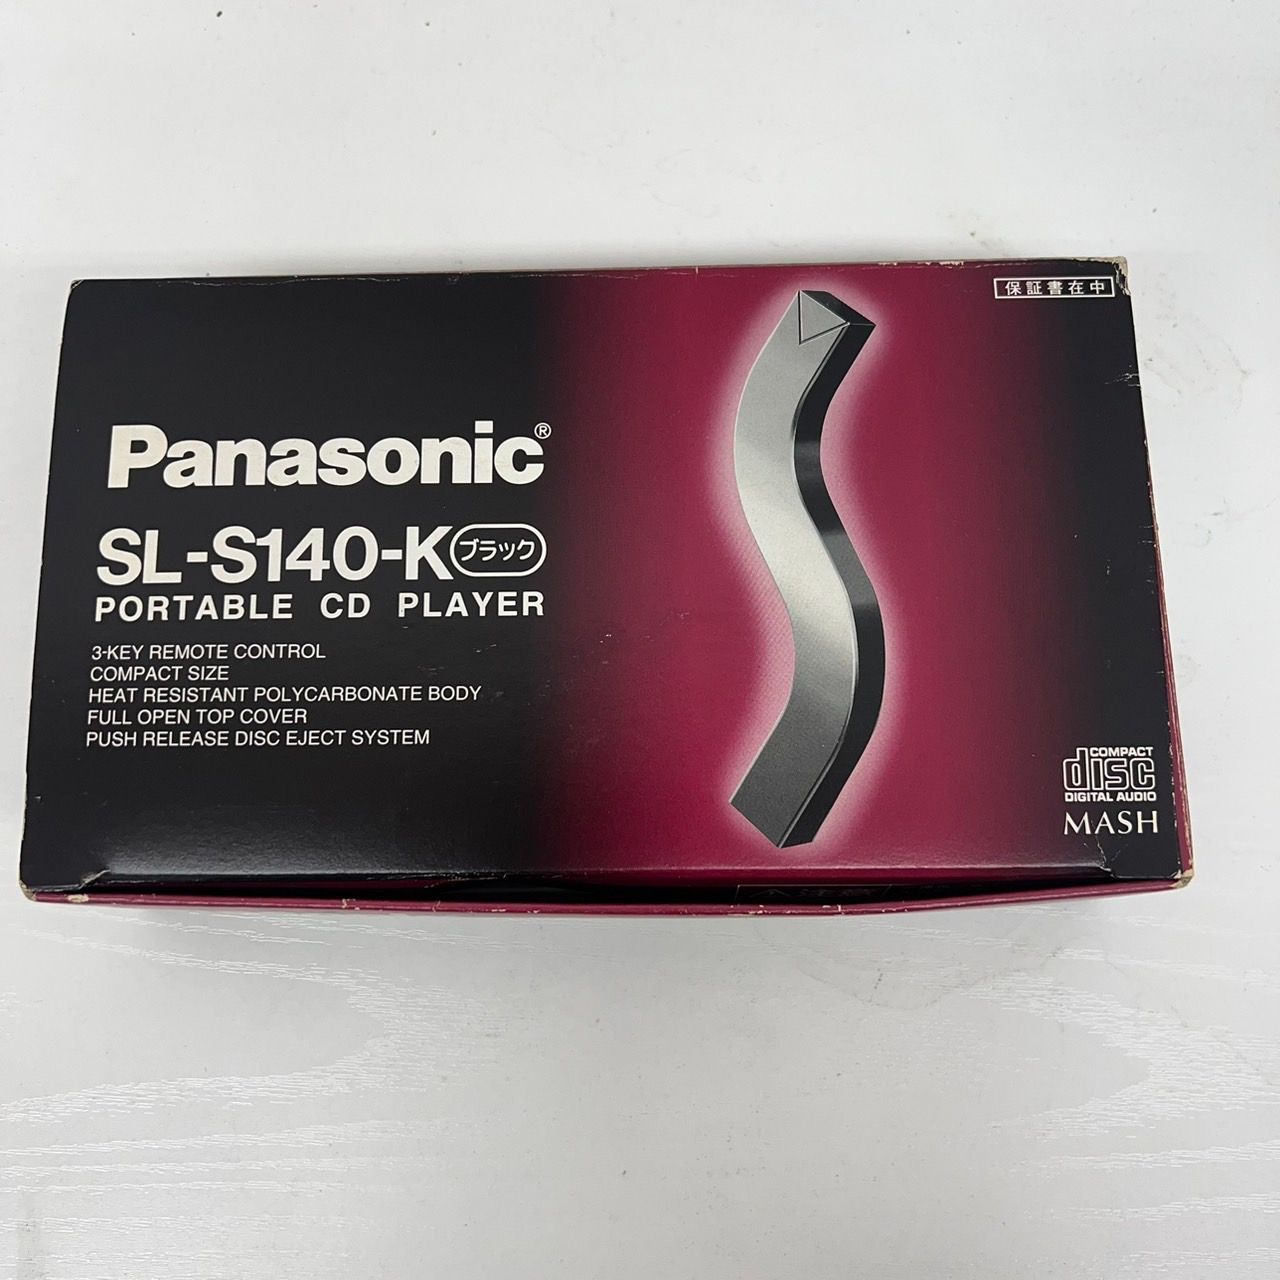 保証書在中
Panasonic®
SL-S140-K ブラック
PORTABLE CD PLAYER
3-KEY REMOTE CONTROL
COMPACT SIZE
HEAT RESISTANT POLYCARBONATE BODY
FULL OPEN TOP COVER
PUSH RELEASE DISC EJECT SYSTEM
COMPACT
disc
DIGITAL AUDIO
MASH